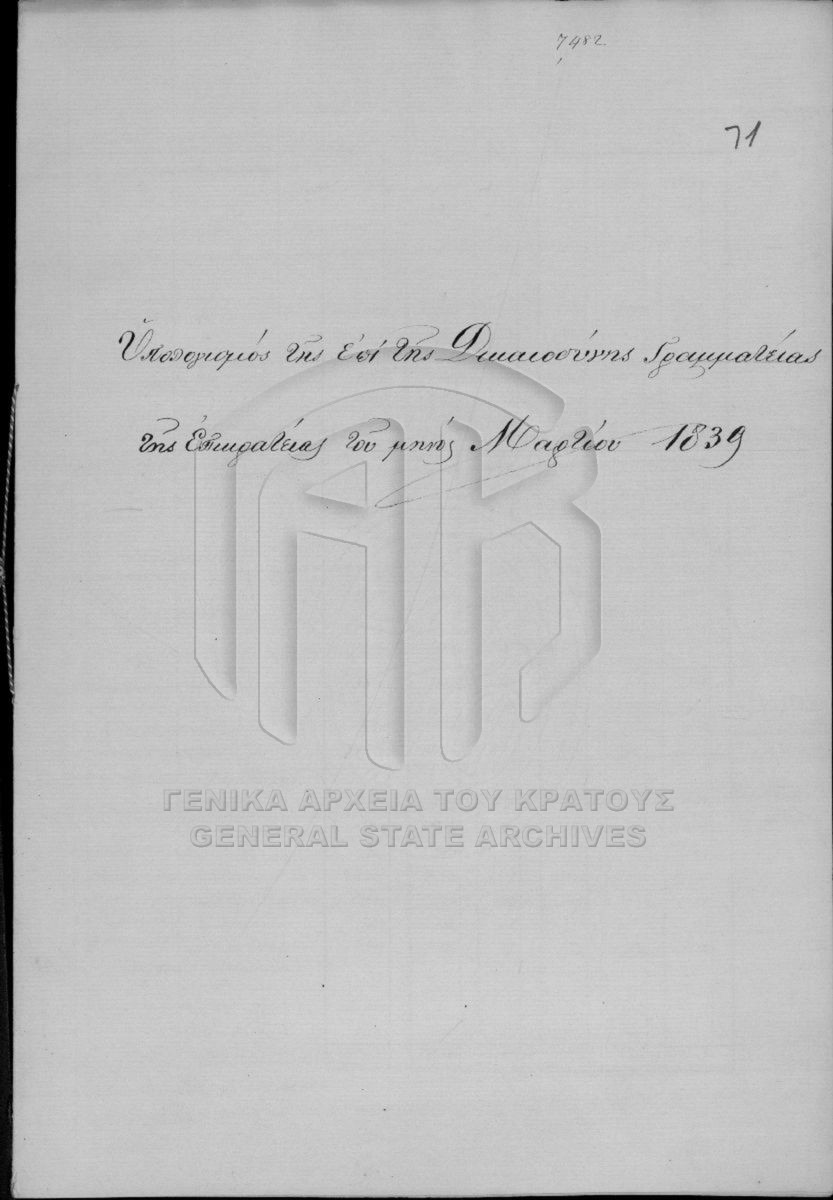 7482
71
Ὑπολογισμός τῆς ἐπί τῆς Δικαιοσύνης Γραμματείας
τῆς Ἐπικρατείας τοῦ μηνός Μαρτίου 1839
ΓΕΝΙΚΑ ΑΡΧΕΙΑ ΤΟΥ ΚΡΑΤΟΥΣ
GENERAL STATE ARCHIVES